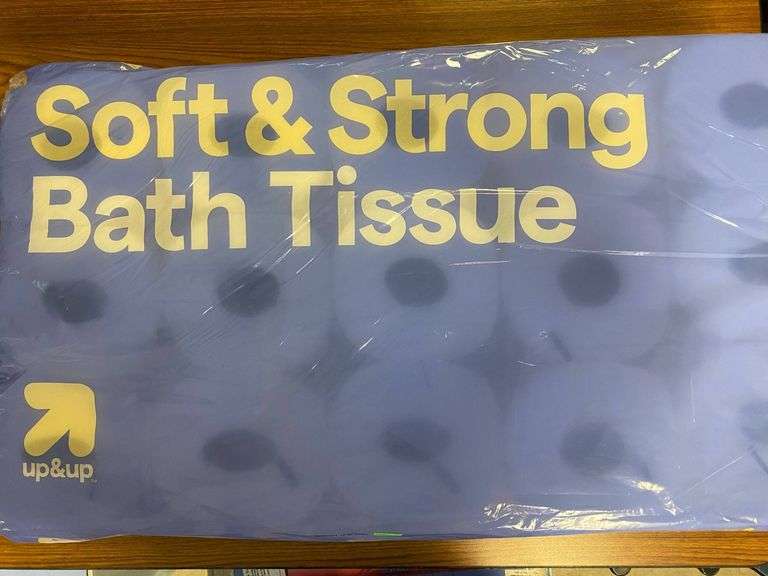 Soft & Strong
Bath Tissue
up&up